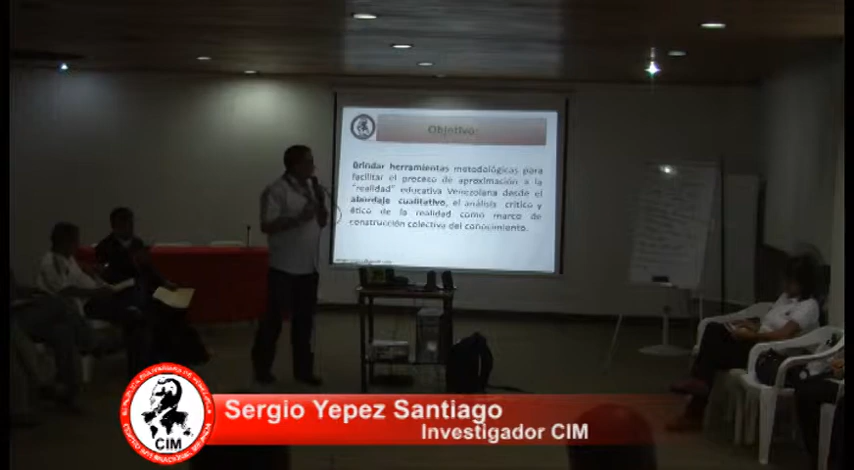 Objetivo:
Brindar herramientas metodológicas para
facilitar el proceso de aproximación a la
"realidad" educativa Venezolana desde el
abordaje cualitativo, el análisis crítico y
ético de la realidad como marco de
construcción colectiva del conocimiento.
Sergio Yepez Santiago
Investigador CIM
CIM